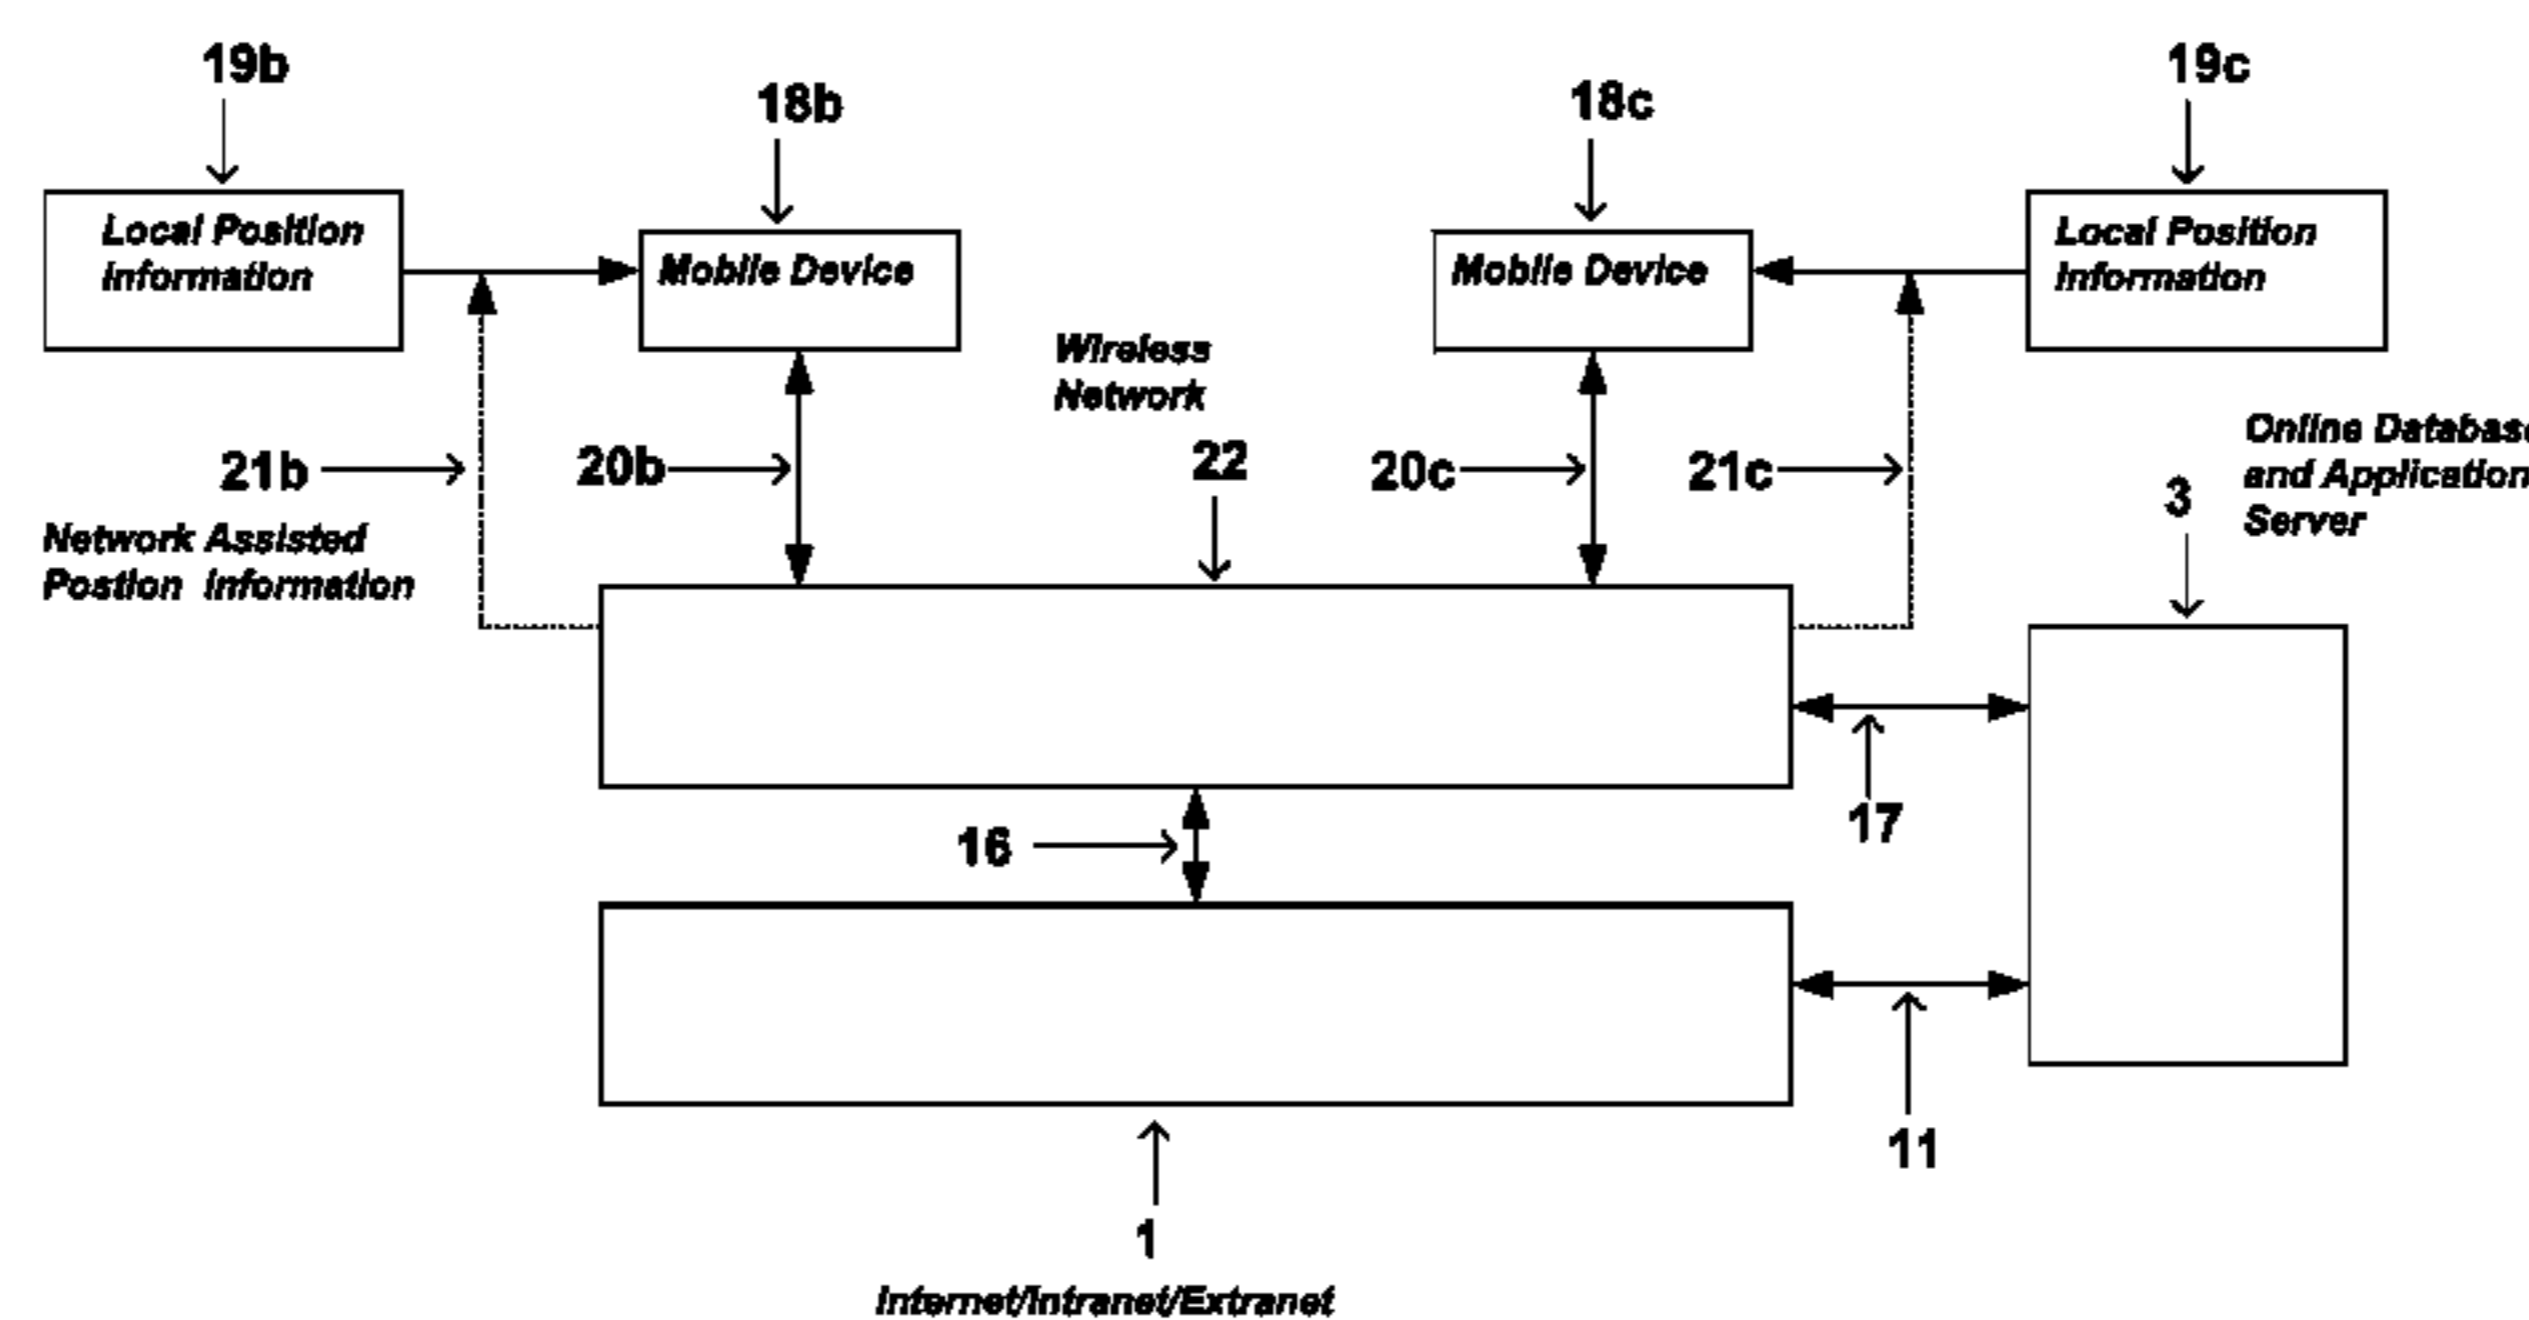 19b
19c
18b
18c
Local Position
Information
Mobile Device
Mobile Device
Local Position
Information
Wireless
Network
22
21b
20b
20c
21c
3
Online Database
and Application
Server
Network Assisted
Postion Information
17
16
11
1
Internet/Intranet/Extranet